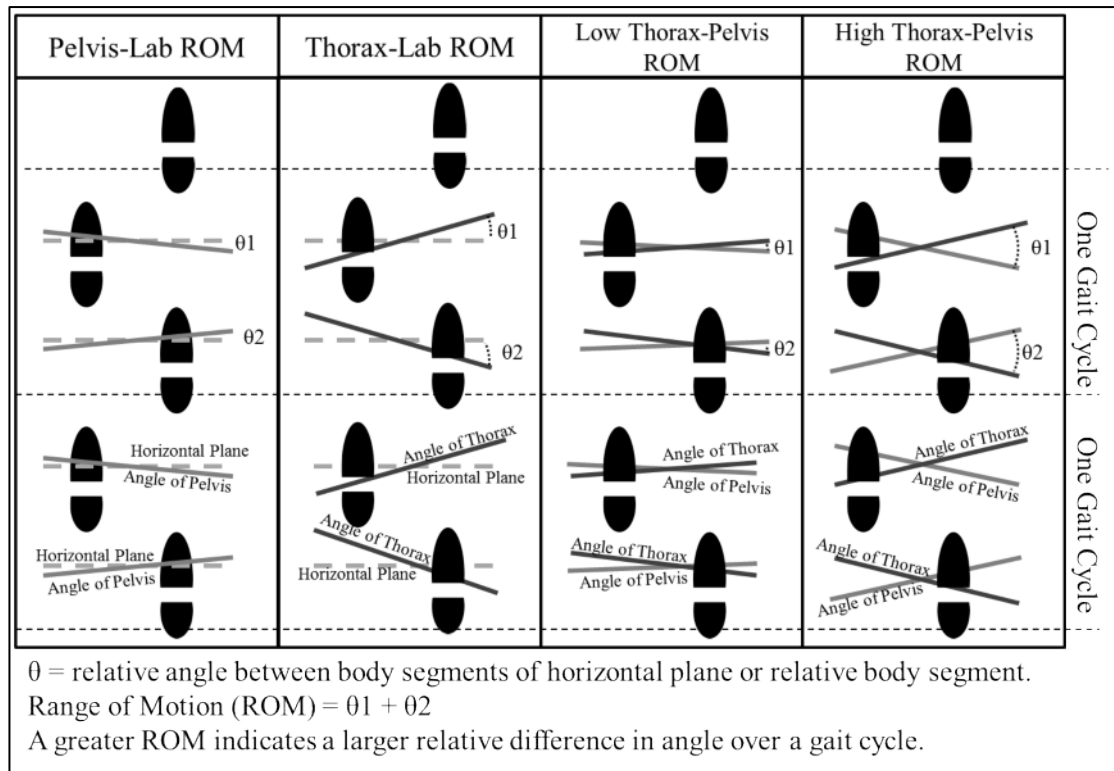 Pelvis-Lab ROM
Thorax-Lab ROM
Low Thorax-Pelvis
ROM
High Thorax-Pelvis
ROM
θ1
θ2
Horizontal Plane
Angle of Pelvis
Horizontal Plane
Angle of Pelvis
θ1
θ2
Angle of Thorax
Horizontal Plane
Angle of Thorax
Horizontal Plane
θ1
θ2
Angle of Thorax
Angle of Pelvis
Angle of Thorax
Angle of Pelvis
θ1
θ2
Angle of Thorax
Angle of Pelvis
Angle of Thorax
Angle of Pelvis
One Gait Cycle
One Gait Cycle
θ = relative angle between body segments of horizontal plane or relative body segment.
Range of Motion (ROM) = θ1 + θ2
A greater ROM indicates a larger relative difference in angle over a gait cycle.